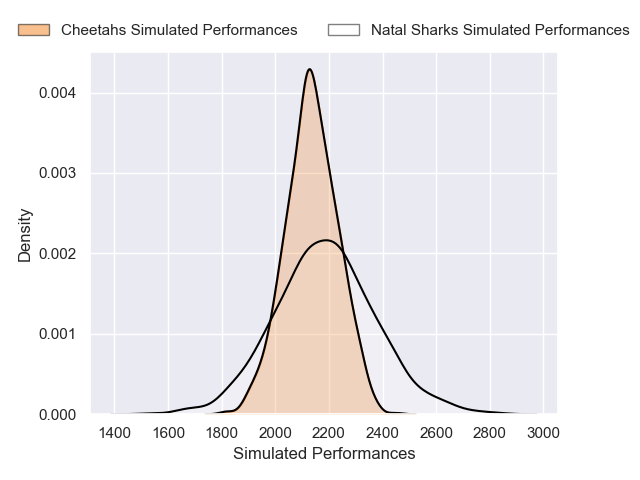 Cheetahs Simulated Performances Natal Sharks Simulated Performances
0.004
0.003
0.002
0.001
0.000
Density
1400 1600 1800 2000 2200 2400 2600 2800 3000
Simulated Performances